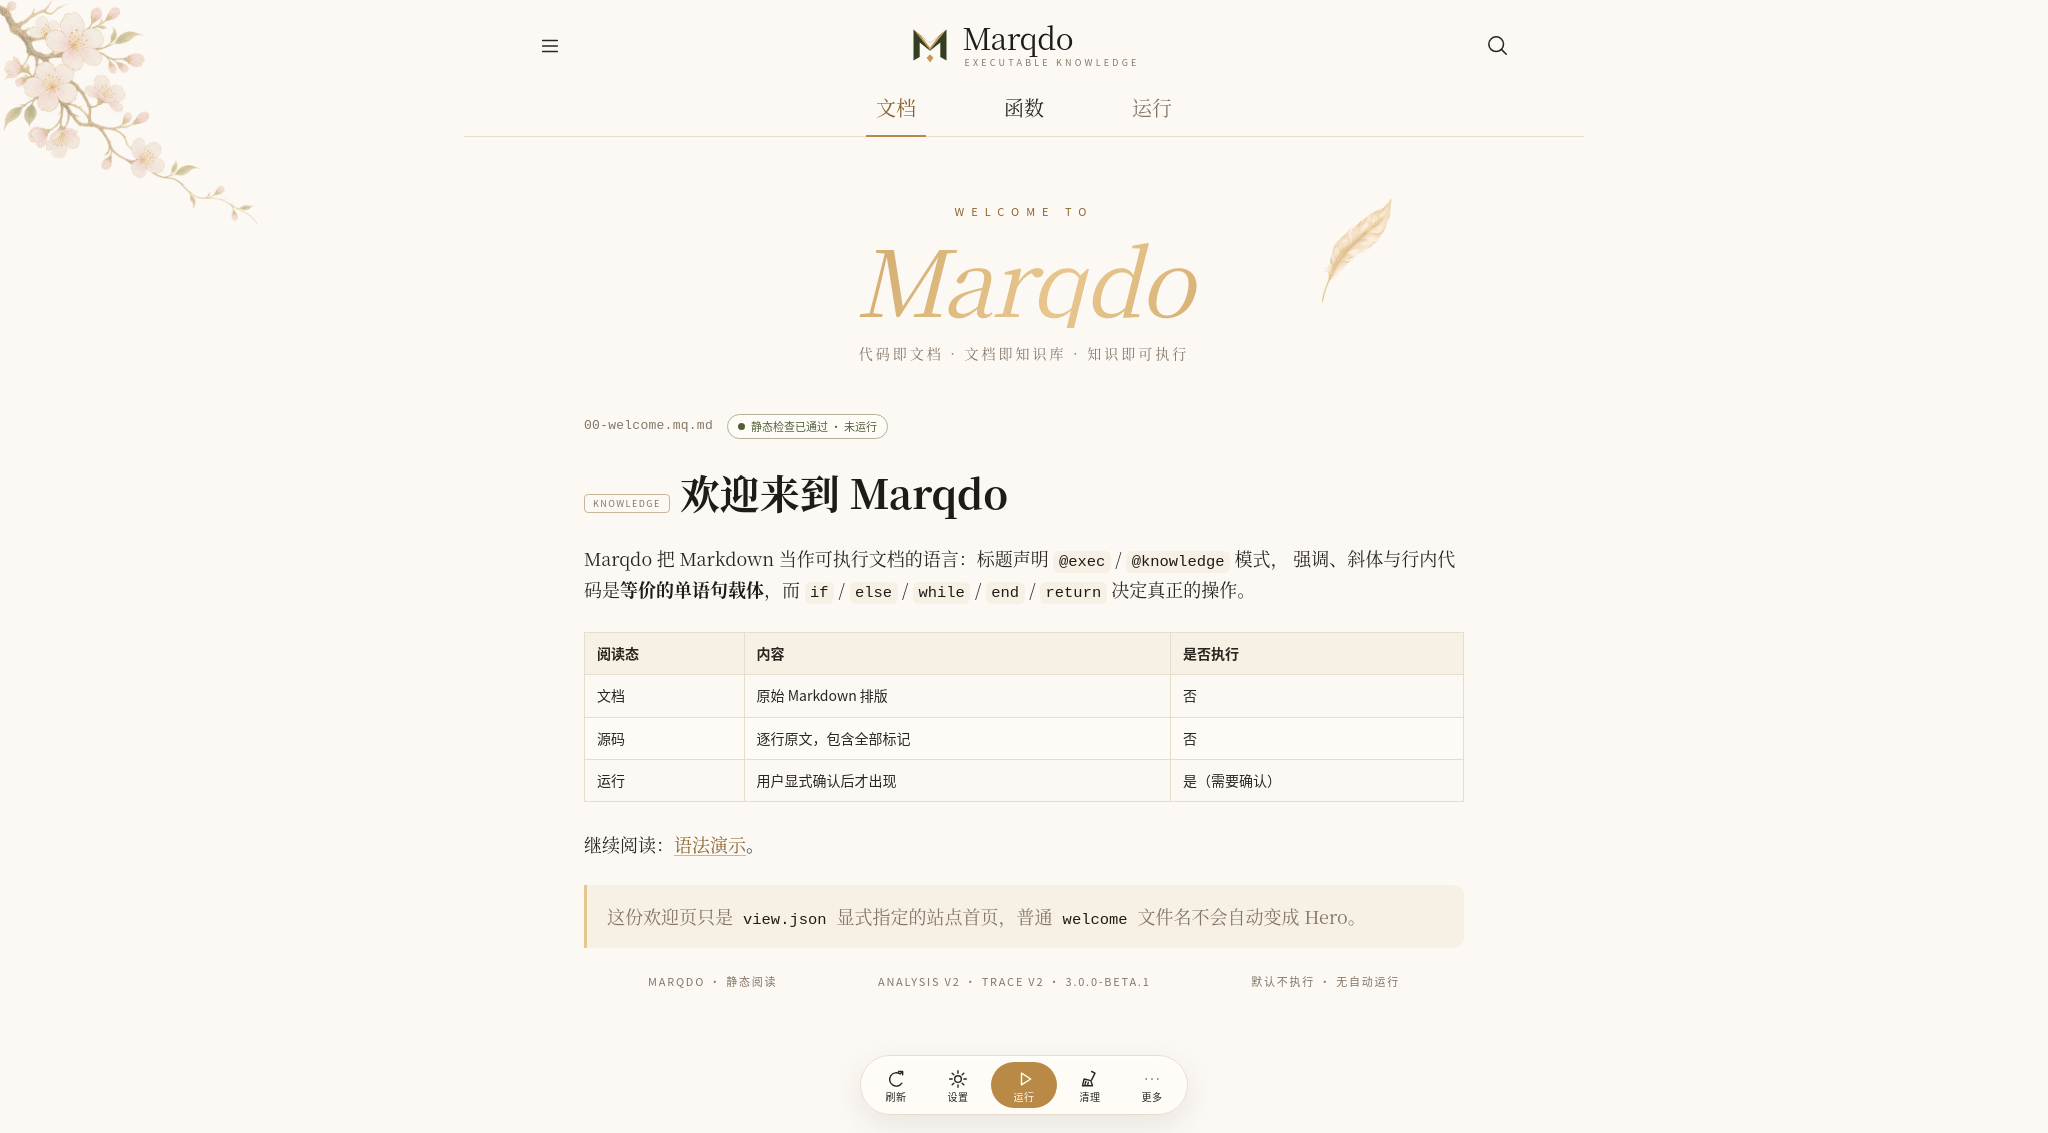 Marqdo
EXECUTABLE KNOWLEDGE
文档 函数 运行
WELCOME TO
Marqdo
代码即文档 · 文档即知识库 · 知识即可执行
00-welcome.mq.md 静态检查已通过 · 未运行
KNOWLEDGE 欢迎来到 Marqdo
Marqdo 把 Markdown 当作可执行文档的语言：标题声明 @exec / @knowledge 模式， 强调、斜体与行内代
码是等价的单语句载体，而 if / else / while / end / return 决定真正的操作。
阅读态 内容 是否执行
文档 原始 Markdown 排版 否
源码 逐行原文，包含全部标记 否
运行 用户显式确认后才出现 是（需要确认）
继续阅读：语法演示。
这份欢迎页只是 view.json 显式指定的站点首页，普通 welcome 文件名不会自动变成 Hero。
MARQDO · 静态阅读 ANALYSIS V2 · TRACE V2 · 3.0.0-BETA.1 默认不执行 · 无自动运行
刷新 设置 运行 清理 更多